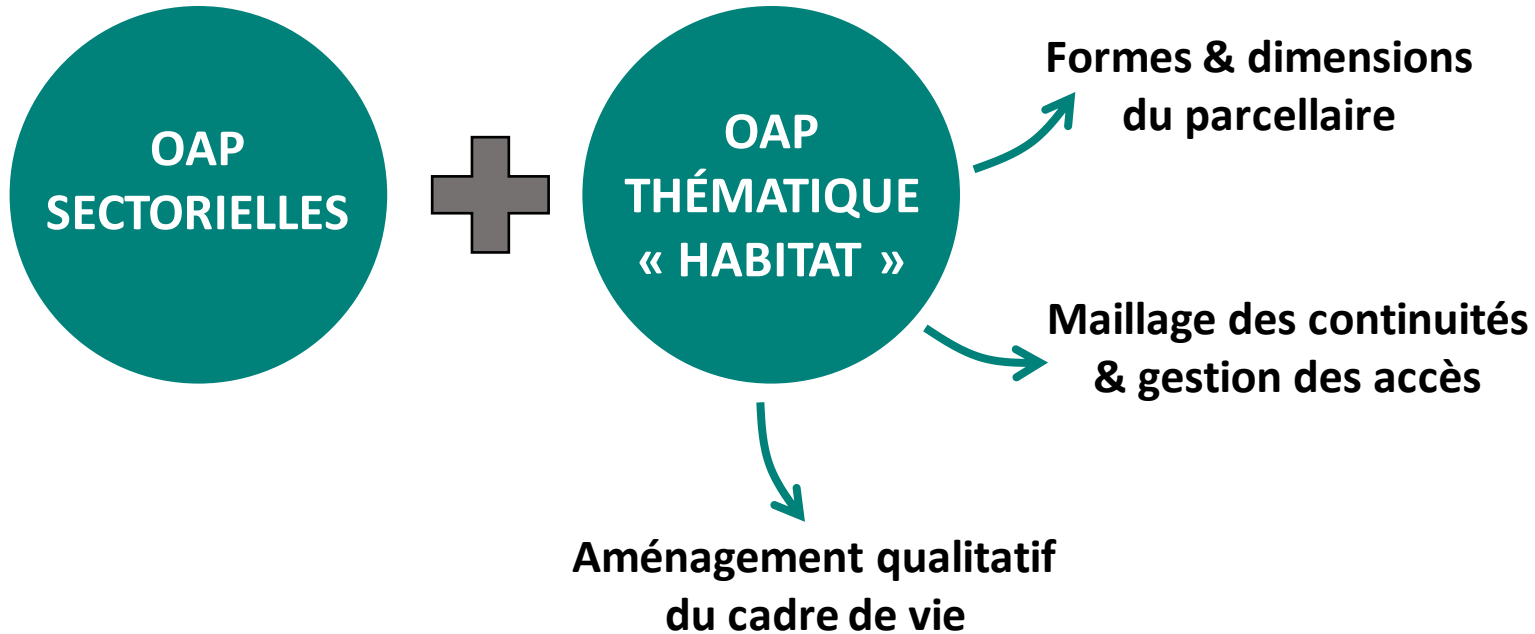 OAP
SECTORIELLES
OAP
THÉMATIQUE
« HABITAT »
Formes & dimensions
du parcellaire
Maillage des continuités
& gestion des accès
Aménagement qualitatif
du cadre de vie